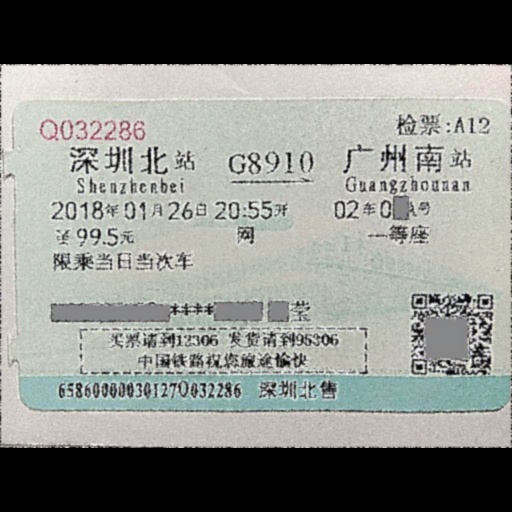 Q032286 检票:A12
深圳北站 G8910 广州南站
Shenzhenbei Guangzhounan
2018年01月26日20:55开 02车0 A号
￥99.5元 网 一等座
限乘当日当次车
**** 莹
买票请到12306 发货请到95306
中国铁路祝您旅途愉快
65860000030127Q032286 深圳北售